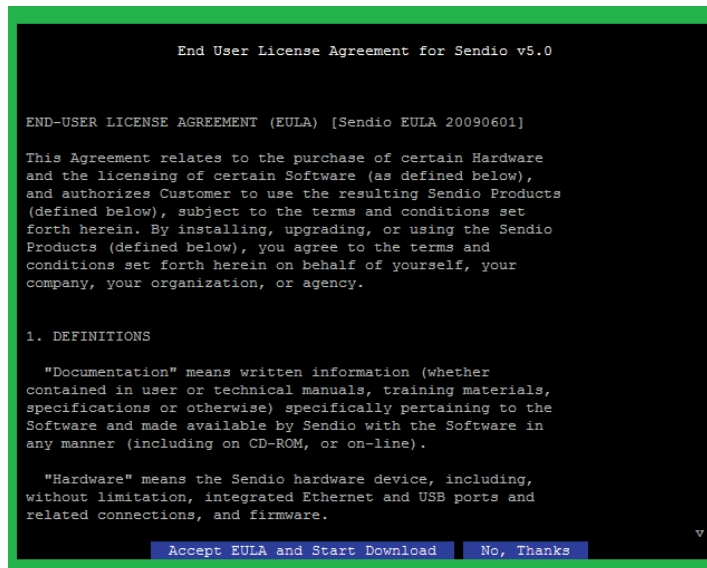 End User License Agreement for Sendio v5.0
END-USER LICENSE AGREEMENT (EULA) [Sendio EULA 20090601]
This Agreement relates to the purchase of certain Hardware
and the licensing of certain Software (as defined below),
and authorizes Customer to use the resulting Sendio Products
(defined below), subject to the terms and conditions set
forth herein. By installing, upgrading, or using the Sendio
Products (defined below), you agree to the terms and
conditions set forth herein on behalf of yourself, your
company, your organization, or agency.
1. DEFINITIONS
"Documentation" means written information (whether
contained in user or technical manuals, training materials,
specifications or otherwise) specifically pertaining to the
Software and made available by Sendio with the Software in
any manner (including on CD-ROM, or on-line).
"Hardware" means the Sendio hardware device, including,
without limitation, integrated Ethernet and USB ports and
related connections, and firmware.
Accept EULA and Start Download No, Thanks